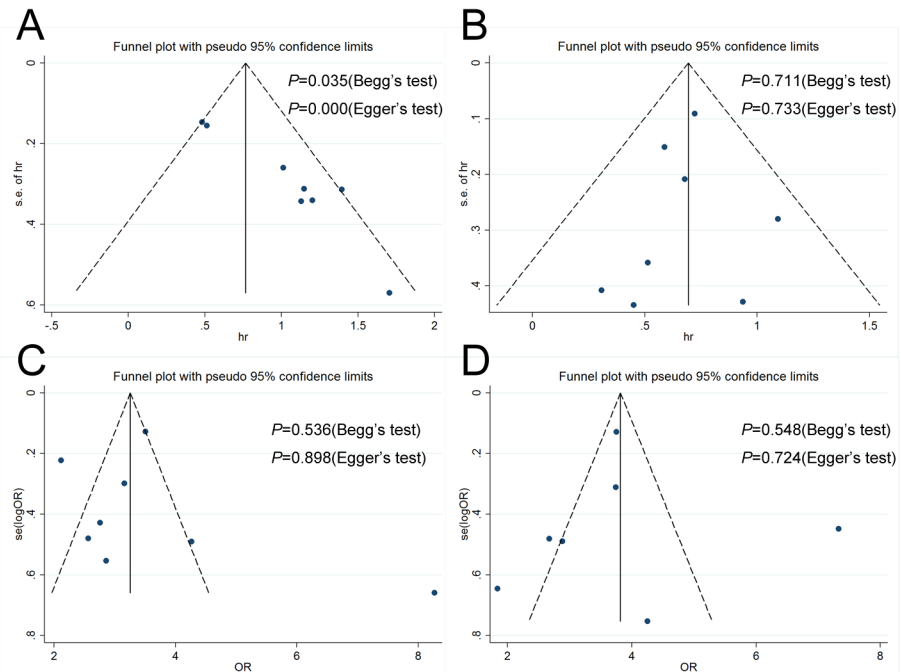 A
Funnel plot with pseudo 95% confidence limits
P=0.035(Begg's test)
P=0.000(Egger's test)
s.e. of hr
0
.2
.4
.6
-.5
0
.5
1
1.5
2
hr
B
Funnel plot with pseudo 95% confidence limits
P=0.711(Begg's test)
P=0.733(Egger's test)
s.e. of hr
0
.1
.2
.3
.4
0
.5
1
1.5
hr
C
Funnel plot with pseudo 95% confidence limits
P=0.536(Begg's test)
P=0.898(Egger's test)
se(logOR)
0
.2
.4
.6
.8
2
4
6
8
OR
D
Funnel plot with pseudo 95% confidence limits
P=0.548(Begg's test)
P=0.724(Egger's test)
se(logOR)
0
.2
.4
.6
.8
2
4
6
8
OR